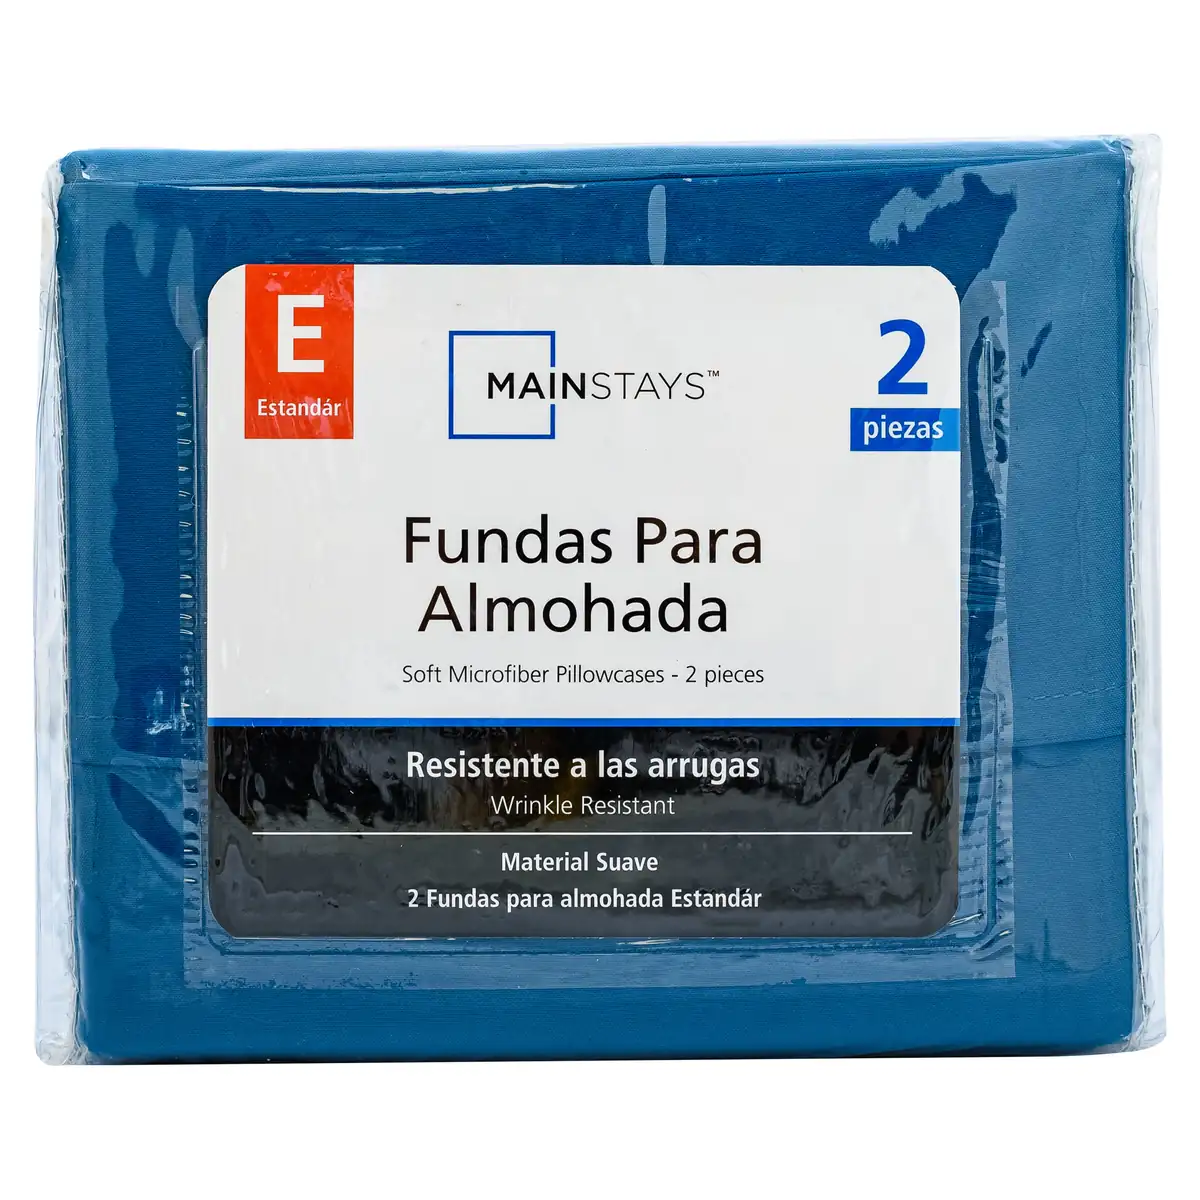 E
Estandár
MAINSTAYS™
2
piezas
Fundas Para
Almohada
Soft Microfiber Pillowcases - 2 pieces
Resistente a las arrugas
Wrinkle Resistant
Material Suave
2 Fundas para almohada Estandár